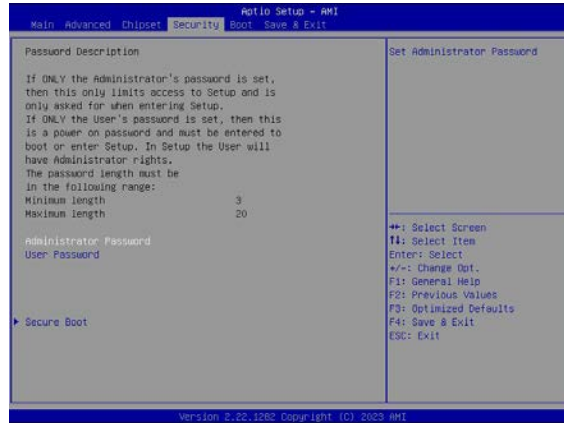 Aptio Setup - AMI
Main Advanced Chipset Security Boot Save & Exit
Password Description
If ONLY the Administrator's password is set,
then this only limits access to Setup and is
only asked for when entering Setup.
If ONLY the User's password is set, then this
is a power on password and must be entered to
boot or enter Setup. In Setup the User will
have Administrator rights.
The password length must be
in the following range:
Minimum length 3
Maximum length 20
Administrator Password
User Password
Secure Boot
Set Administrator Password
→←: Select Screen
↑↓: Select Item
Enter: Select
+/-: Change Opt.
F1: General Help
F2: Previous Values
F3: Optimized Defaults
F4: Save & Exit
ESC: Exit
Version 2.22.1282 Copyright (C) 2023 AMI